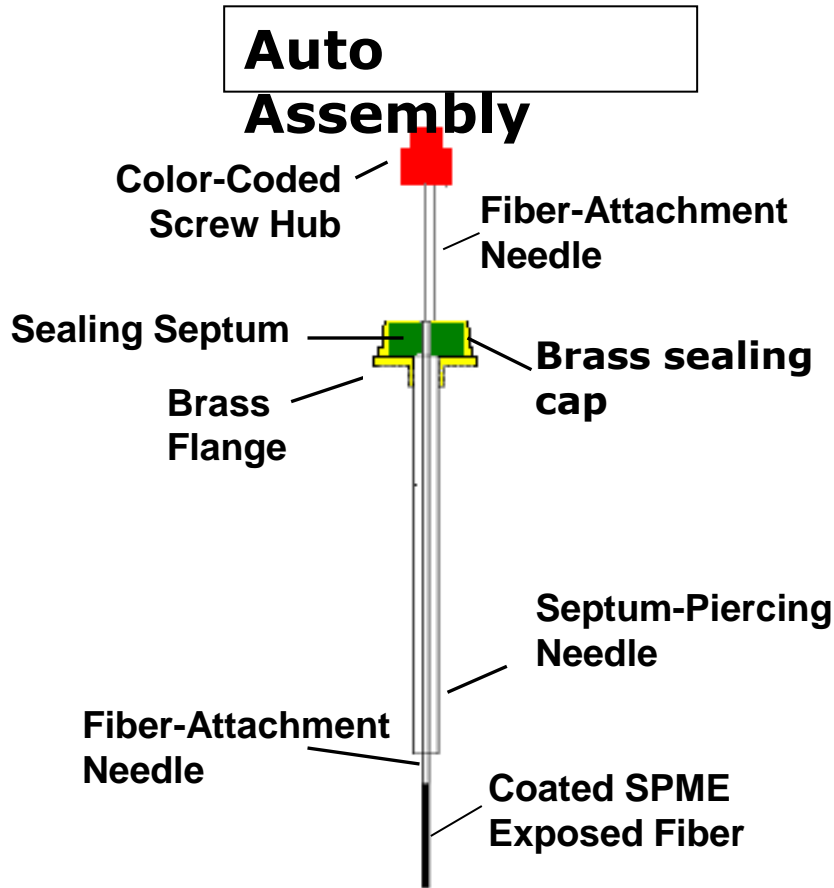 Auto
Assembly
Color-Coded
Screw Hub
Fiber-Attachment
Needle
Sealing Septum
Brass sealing
cap
Brass
Flange
Septum-Piercing
Needle
Fiber-Attachment
Needle
Coated SPME
Exposed Fiber